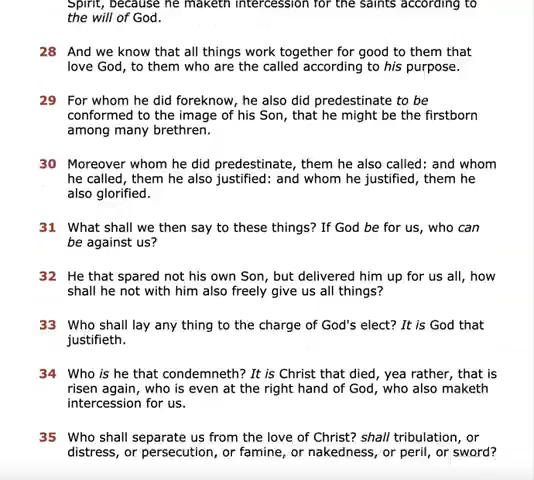 Spirit, because he maketh intercession for the saints according to
the will of God.
28 And we know that all things work together for good to them that
love God, to them who are the called according to his purpose.
29 For whom he did foreknow, he also did predestinate to be
conformed to the image of his Son, that he might be the firstborn
among many brethren.
30 Moreover whom he did predestinate, them he also called: and whom
he called, them he also justified: and whom he justified, them he
also glorified.
31 What shall we then say to these things? If God be for us, who can
be against us?
32 He that spared not his own Son, but delivered him up for us all, how
shall he not with him also freely give us all things?
33 Who shall lay any thing to the charge of God's elect? It is God that
justifieth.
34 Who is he that condemneth? It is Christ that died, yea rather, that is
risen again, who is even at the right hand of God, who also maketh
intercession for us.
35 Who shall separate us from the love of Christ? shall tribulation, or
distress, or persecution, or famine, or nakedness, or peril, or sword?